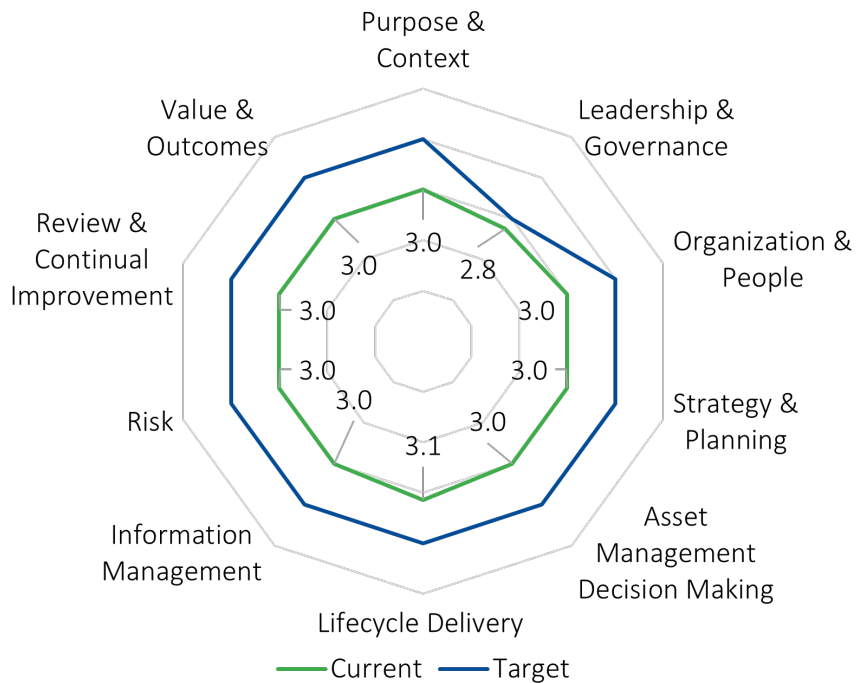 Purpose &
Context
Leadership &
Governance
Organization &
People
Strategy &
Planning
Asset
Management
Decision Making
Lifecycle Delivery
Information
Management
Risk
Review &
Continual
Improvement
Value &
Outcomes
3.0
2.8
3.0
3.0
3.0
3.1
3.0
3.0
3.0
3.0
Current
Target